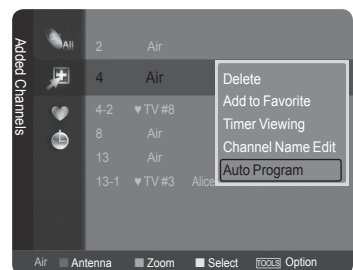 Added Channels
All
2 Air
4 Air
4-2 ♥ TV #8
8 Air
13 Air
13-1 ♥ TV #3 Alice
Delete
Add to Favorite
Timer Viewing
Channel Name Edit
Auto Program
Air Antenna Zoom Select TOOLS Option